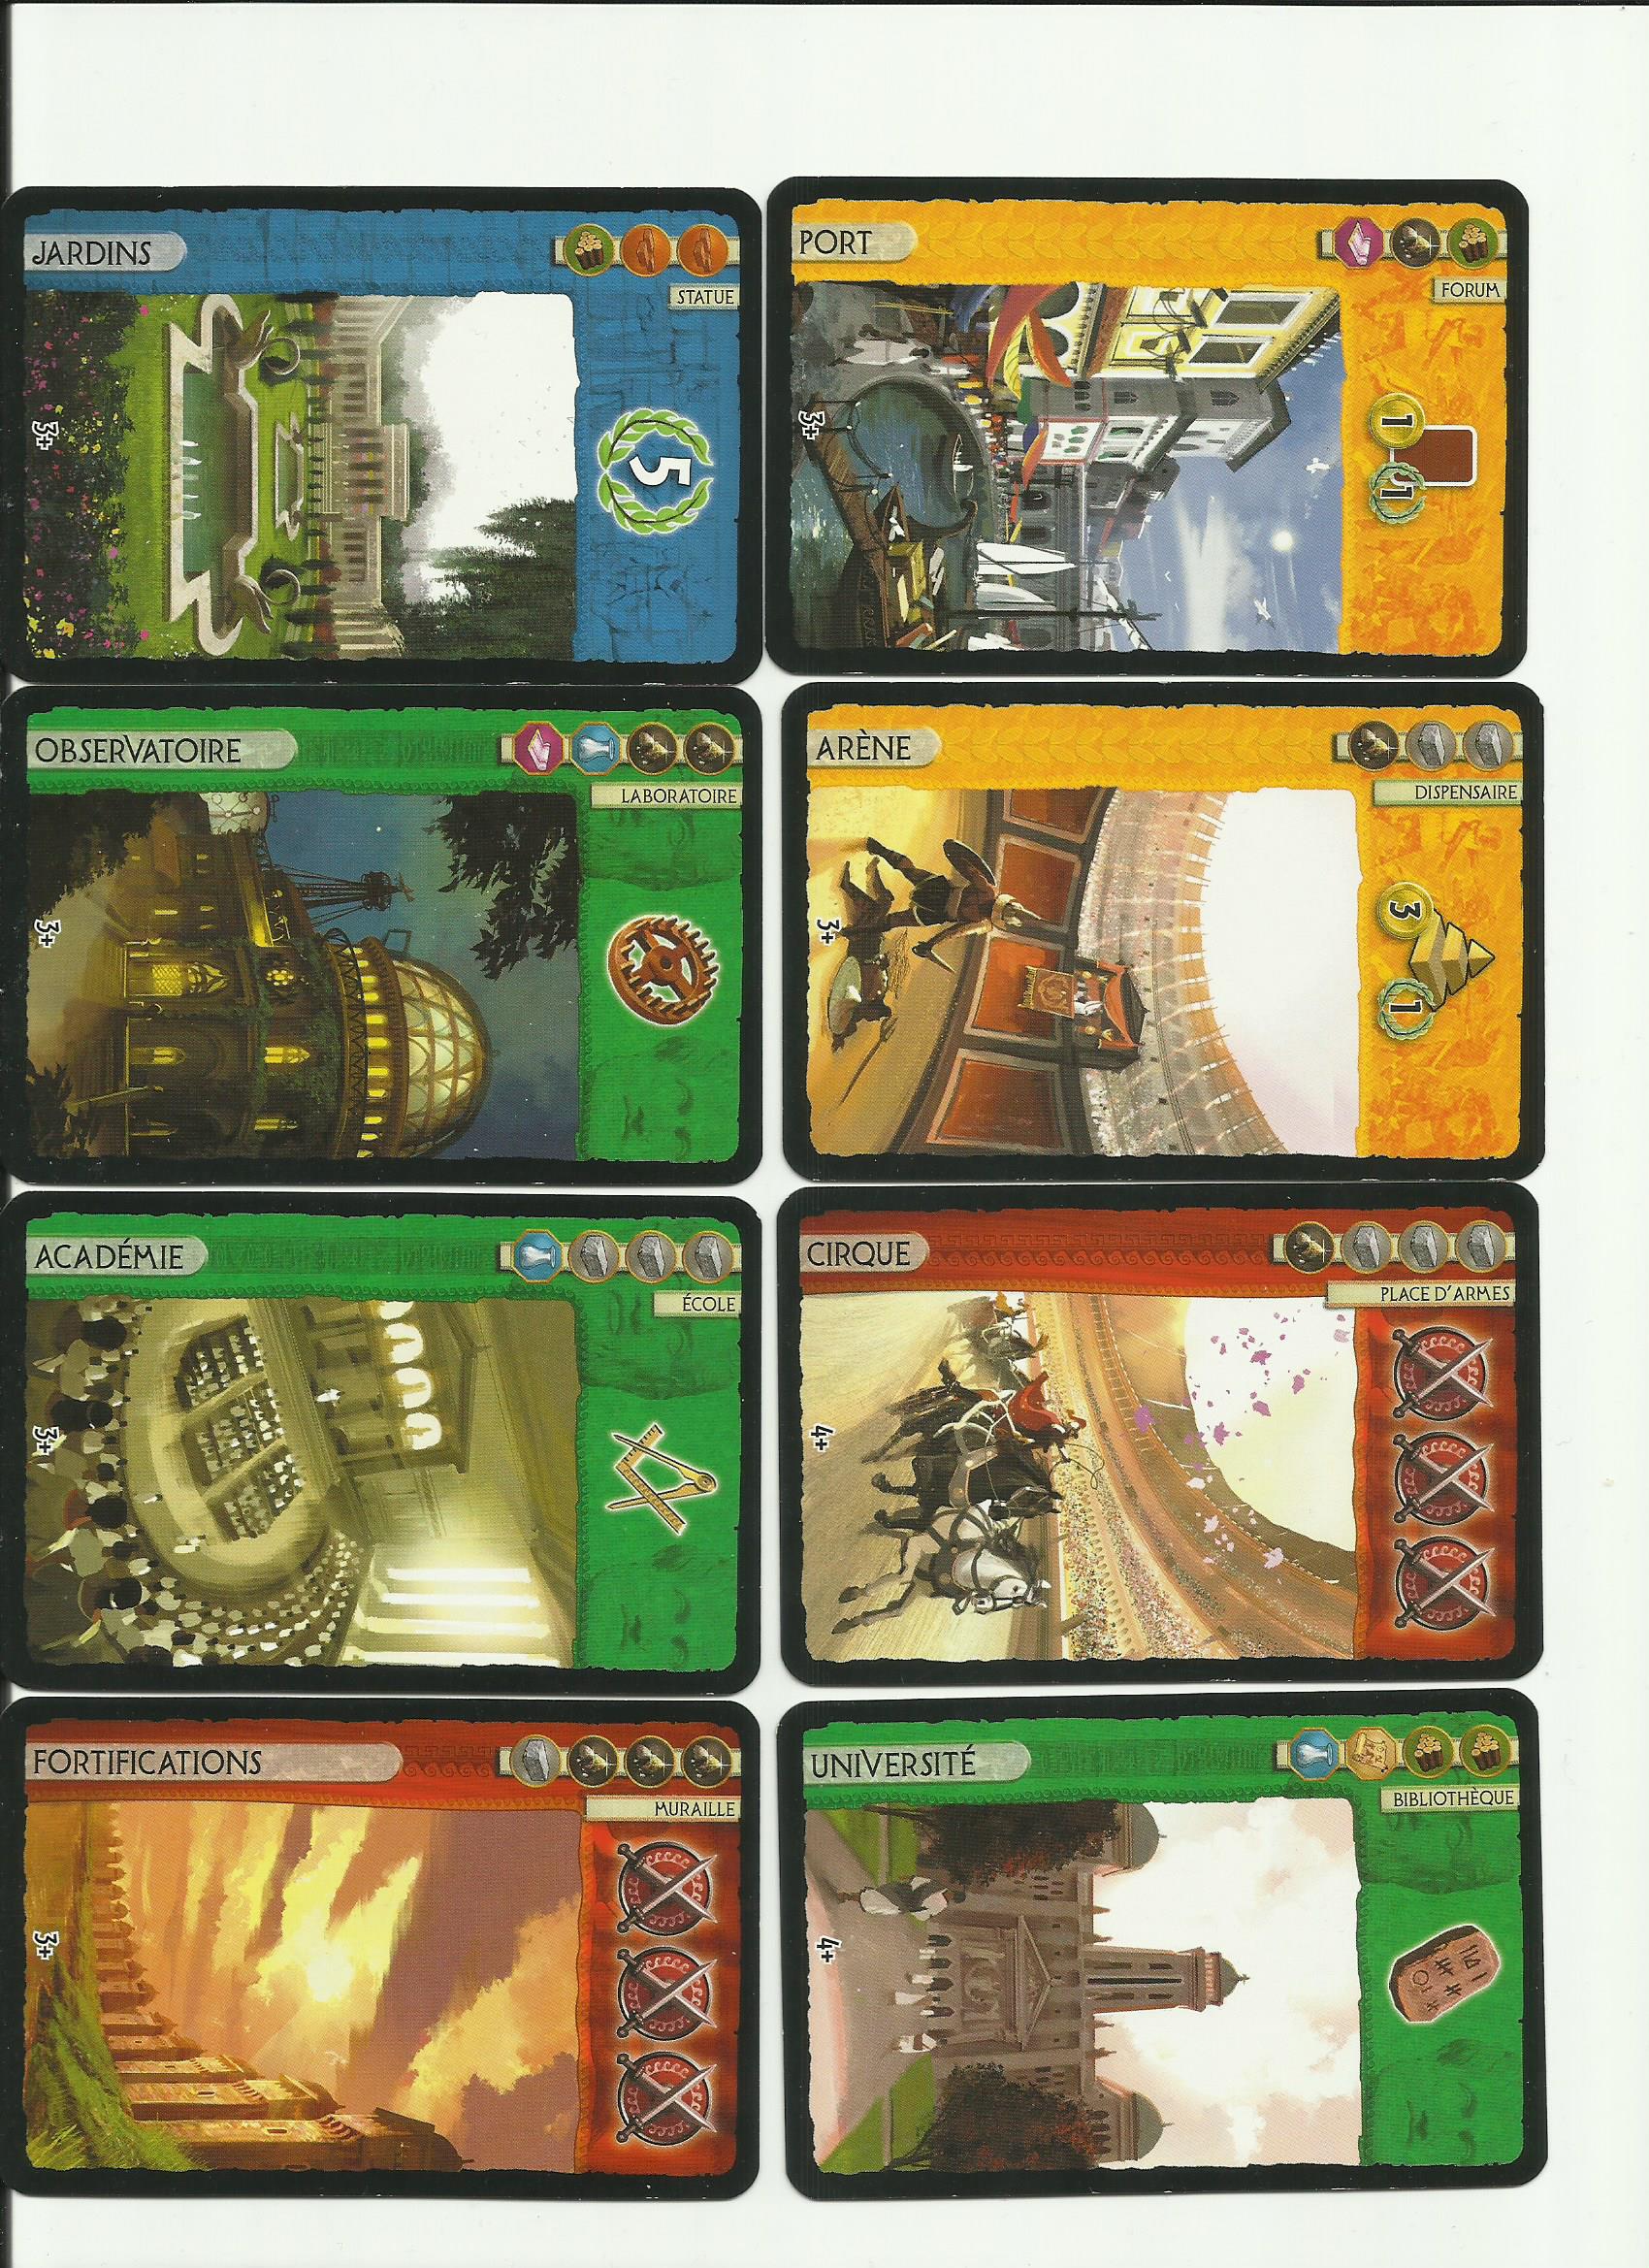 JARDINS
STATUE
5
3+
PORT
FORUM
1
1
3+
OBSERVATOIRE
LABORATOIRE
3+
ARÈNE
DISPENSAIRE
3
1
3+
ACADÉMIE
ÉCOLE
3+
CIRQUE
PLACE D'ARMES
4+
FORTIFICATIONS
MURAILLE
3+
UNIVERSITÉ
BIBLIOTHÈQUE
4+